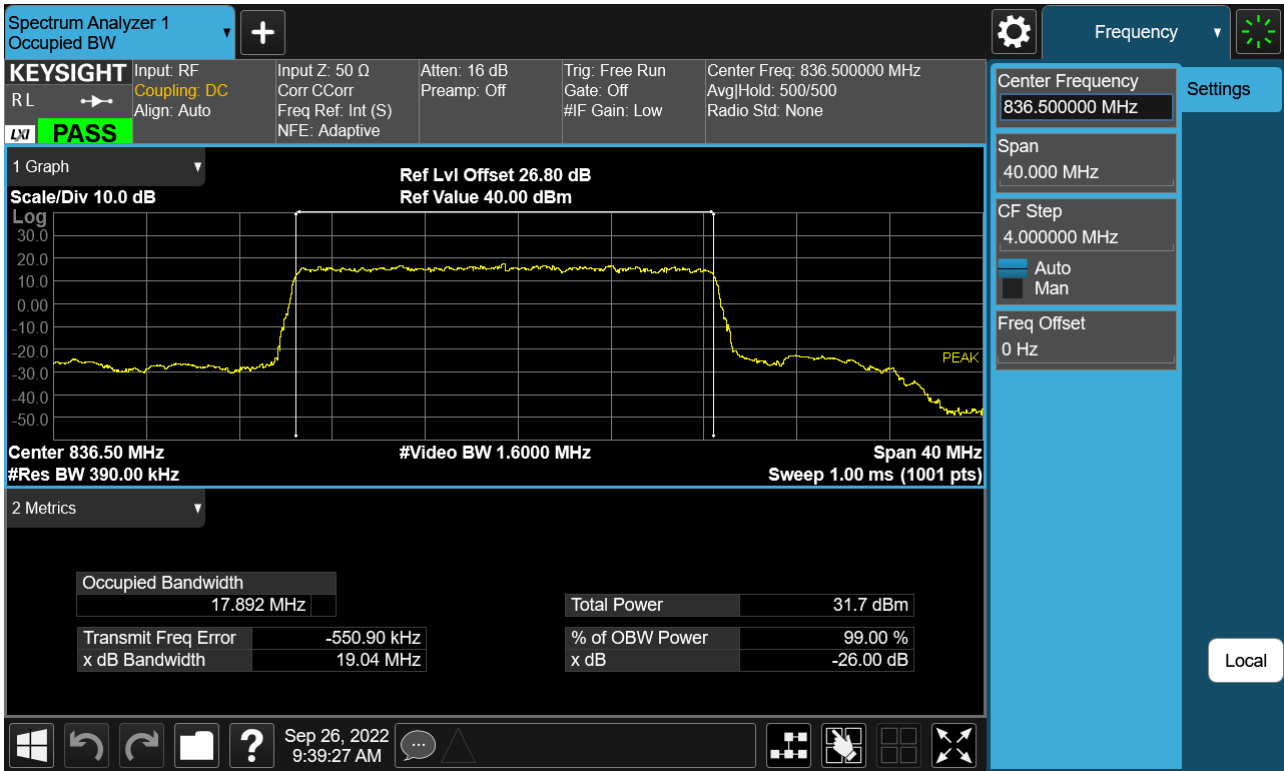 Spectrum Analyzer 1
Occupied BW
Frequency
KEYSIGHT
R L
LXI
PASS
Input: RF
Coupling: DC
Align: Auto
Input Z: 50 Ω
Corr CCorr
Freq Ref: Int (S)
NFE: Adaptive
Atten: 16 dB
Preamp: Off
Trig: Free Run
Gate: Off
#IF Gain: Low
Center Freq: 836.500000 MHz
Avg|Hold: 500/500
Radio Std: None
Center Frequency
836.500000 MHz
Settings
Span
40.000 MHz
CF Step
4.000000 MHz
Auto
Man
Freq Offset
0 Hz
Local
1 Graph
Scale/Div 10.0 dB
Ref Lvl Offset 26.80 dB
Ref Value 40.00 dBm
Log
30.0
20.0
10.0
0.00
-10.0
-20.0
-30.0
-40.0
-50.0
PEAK
Center 836.50 MHz
#Video BW 1.6000 MHz
Span 40 MHz
#Res BW 390.00 kHz
Sweep 1.00 ms (1001 pts)
2 Metrics
Occupied Bandwidth
17.892 MHz
Total Power 31.7 dBm
Transmit Freq Error -550.90 kHz
% of OBW Power 99.00 %
x dB Bandwidth 19.04 MHz
x dB -26.00 dB
?
Sep 26, 2022
9:39:27 AM